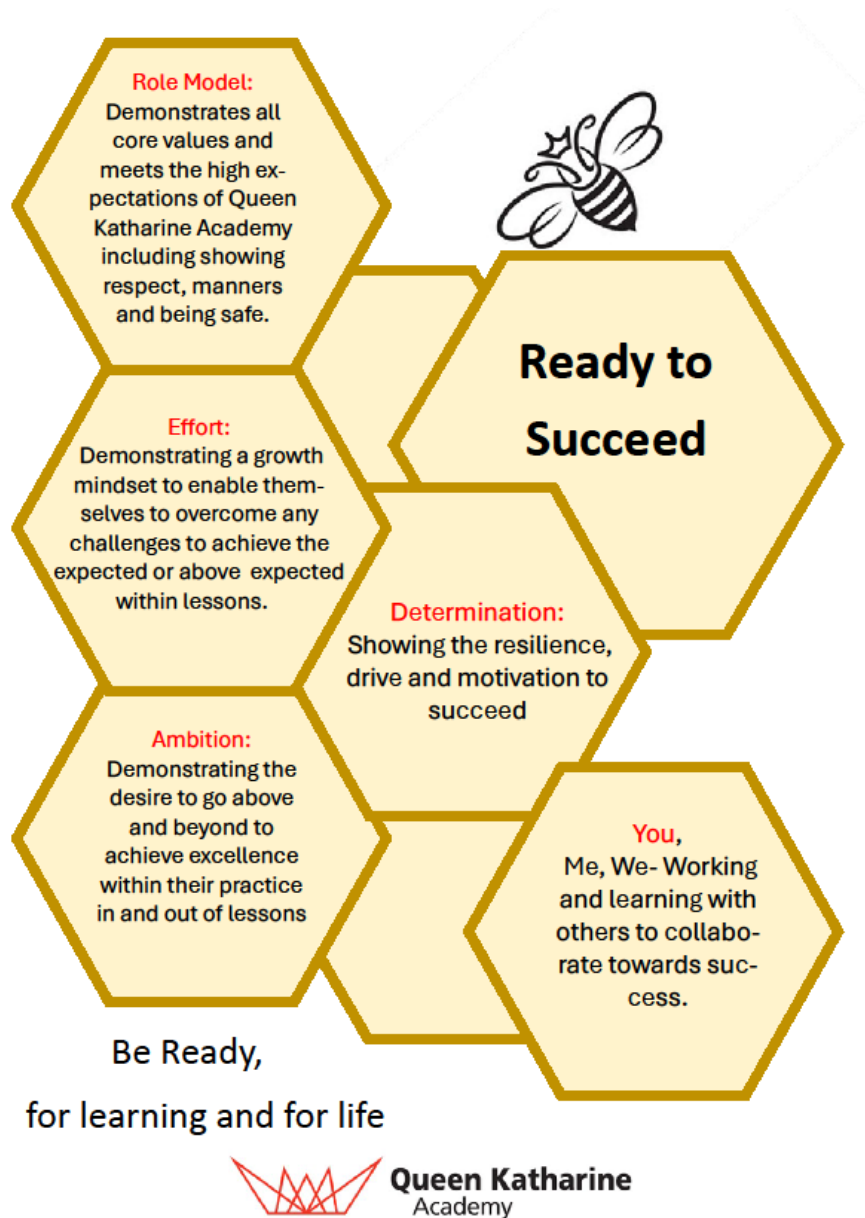 Role Model:
Demonstrates all
core values and
meets the high ex-
pectations of Queen
Katharine Academy
including showing
respect, manners
and being safe.
Ready to
Succeed
Effort:
Demonstrating a growth
mindset to enable them-
selves to overcome any
challenges to achieve the
expected or above expected
within lessons.
Determination:
Showing the resilience,
drive and motivation to
succeed
Ambition:
Demonstrating the
desire to go above
and beyond to
achieve excellence
within their practice
in and out of lessons
You,
Me, We- Working
and learning with
others to collabo-
rate towards suc-
cess.
Be Ready,
for learning and for life
Queen Katharine
Academy